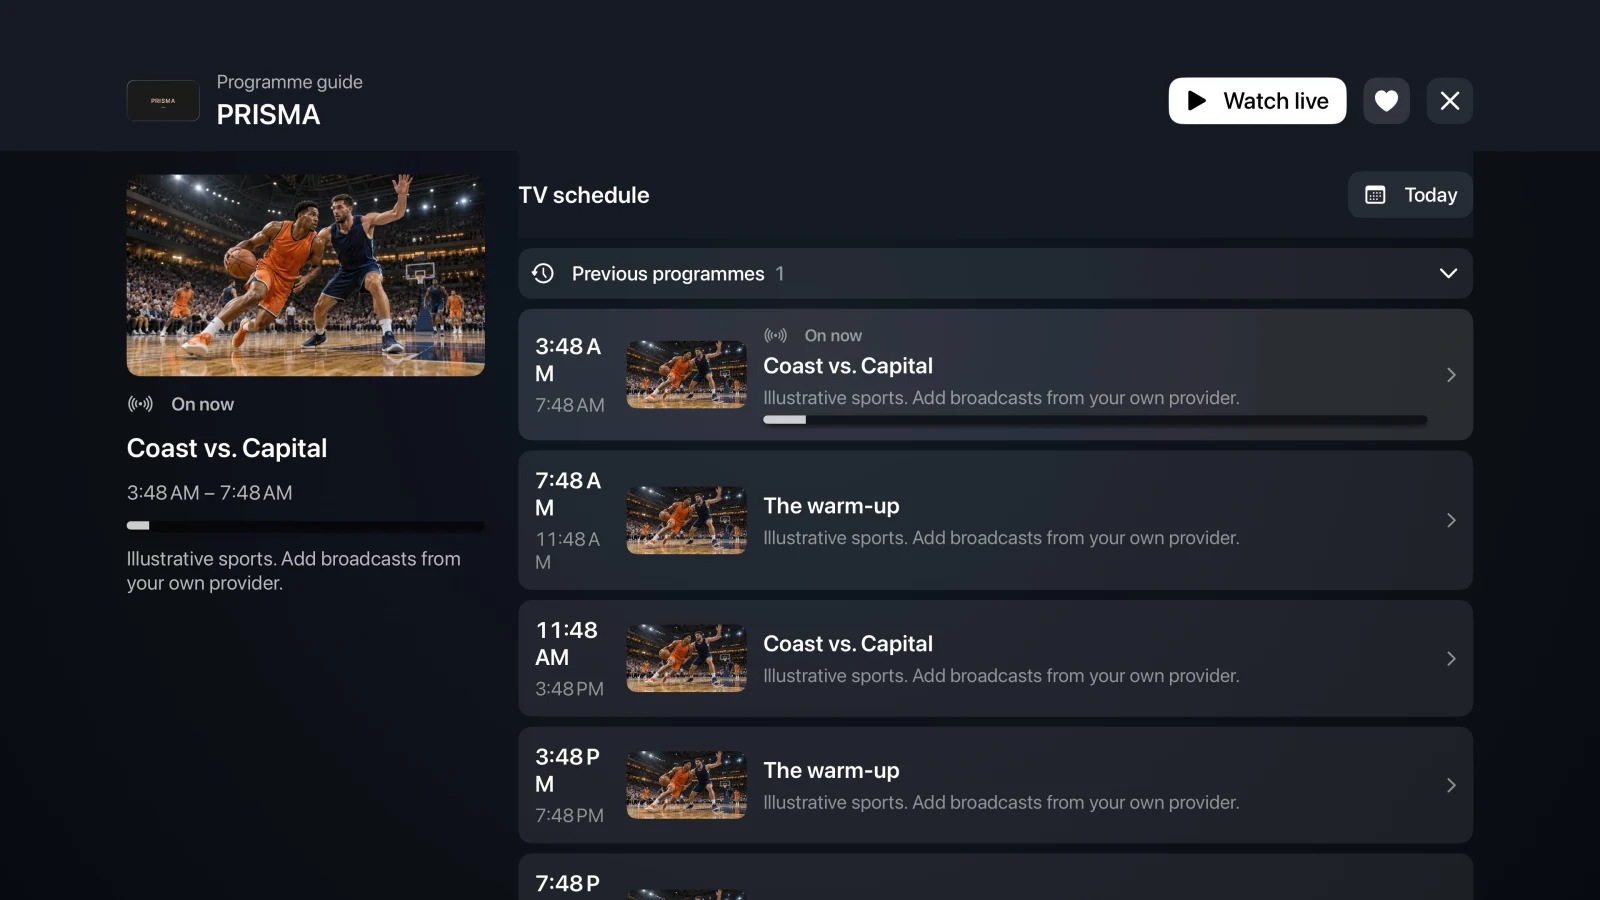 PRISMA
Programme guide
PRISMA
Watch live
On now
Coast vs. Capital
3:48 AM – 7:48 AM
Illustrative sports. Add broadcasts from
your own provider.
TV schedule
Today
Previous programmes 1
3:48 A
M
7:48 AM
On now
Coast vs. Capital
Illustrative sports. Add broadcasts from your own provider.
7:48 A
M
11:48 A
M
The warm-up
Illustrative sports. Add broadcasts from your own provider.
11:48
AM
3:48 PM
Coast vs. Capital
Illustrative sports. Add broadcasts from your own provider.
3:48 P
M
7:48 PM
The warm-up
Illustrative sports. Add broadcasts from your own provider.
7:48 P